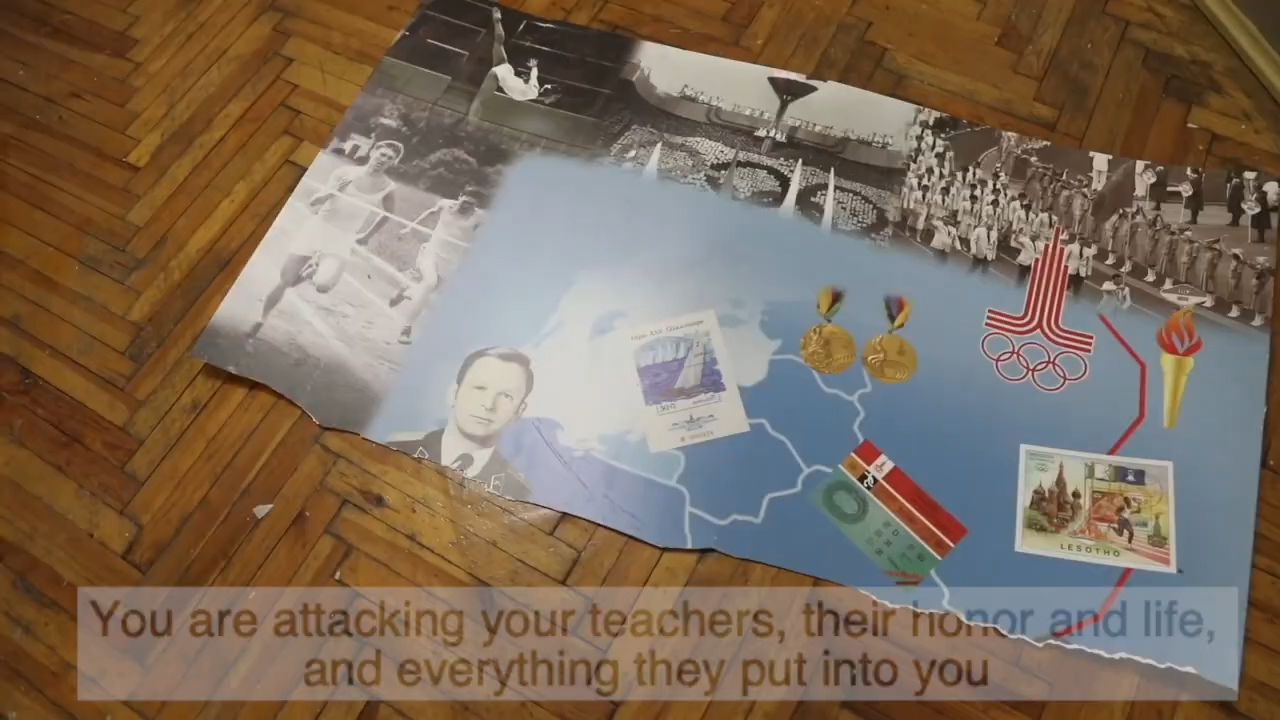 LESOTHO
You are attacking your teachers, their honor and life,
and everything they put into you